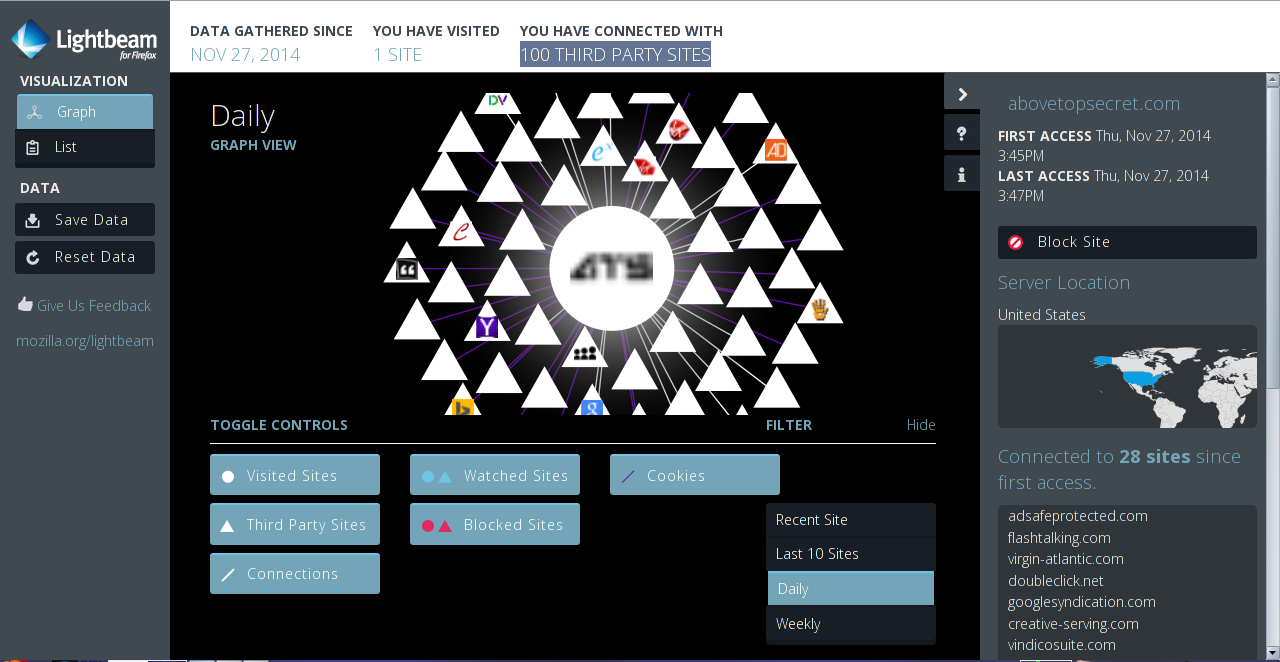 Lightbeam
for Firefox
VISUALIZATION
Graph
List
DATA
Save Data
Reset Data
Give Us Feedback
mozilla.org/lightbeam
DATA GATHERED SINCE
NOV 27, 2014
YOU HAVE VISITED
1 SITE
YOU HAVE CONNECTED WITH
100 THIRD PARTY SITES
Daily
GRAPH VIEW
DV
ex
AD
ATS
Y
g
TOGGLE CONTROLS
Visited Sites
Third Party Sites
Connections
Watched Sites
Blocked Sites
Cookies
FILTER
Hide
Recent Site
Last 10 Sites
Daily
Weekly
abovetopsecret.com
FIRST ACCESS Thu, Nov 27, 2014
3:45PM
LAST ACCESS Thu, Nov 27, 2014
3:47PM
Block Site
Server Location
United States
Connected to 28 sites since
first access.
adsafeprotected.com
flashtalking.com
virgin-atlantic.com
doubleclick.net
googlesyndication.com
creative-serving.com
vindicosuite.com